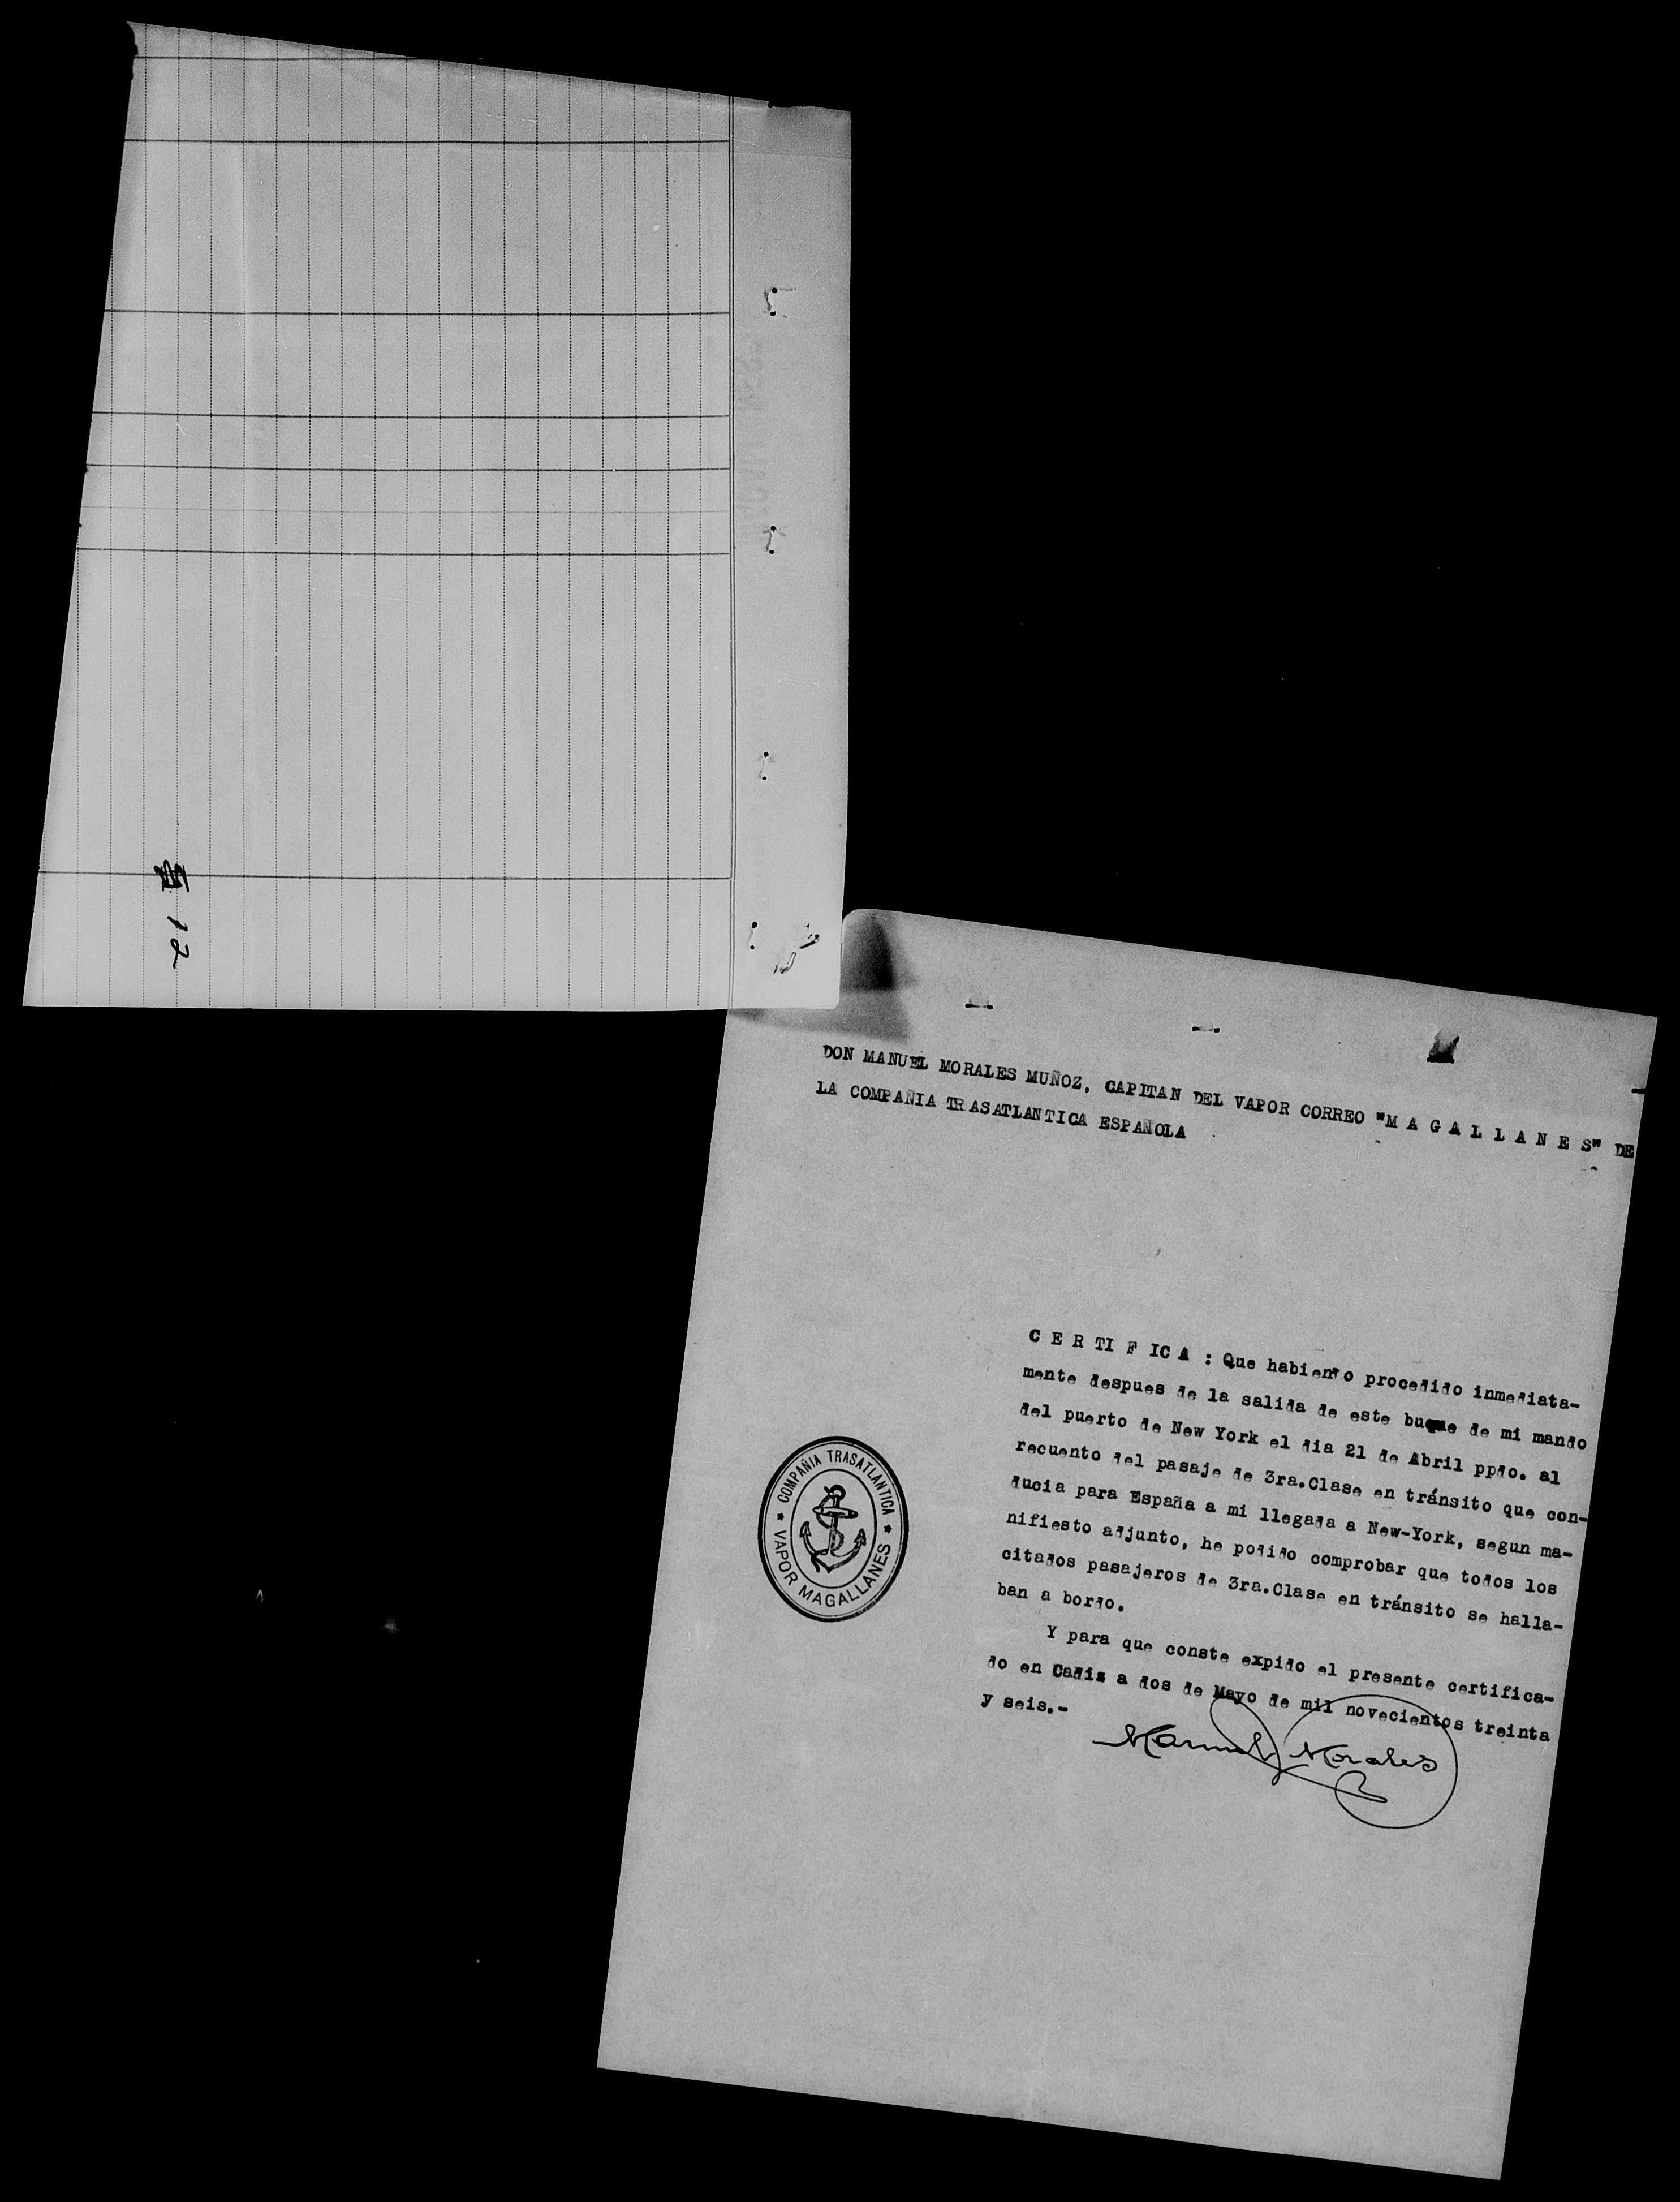 12
DON MANUEL MORALES MUÑOZ, CAPITAN DEL VAPOR CORREO "M A G A L L A N E S" DE
LA COMPAÑIA TRASATLANTICA ESPAÑOLA
C E R T I F I C A : Que habiendo procedido inmediata-
mente despues de la salida de este buque de mi mando
del puerto de New York el dia 21 de Abril ppdo. al
recuento del pasaje de 3ra.Clase en tránsito que con-
ducia para España a mi llegada a New-York, segun ma-
nifiesto adjunto, he podido comprobar que todos los
citados pasajeros de 3ra.Clase en tránsito se halla-
ban a bordo.
Y para que conste expido el presente certifica-
do en Cadiz a dos de Mayo de mil novecientos treinta
y seis.-
Manuel Morales
COMPAÑIA TRASATLANTICA
VAPOR MAGALLANES